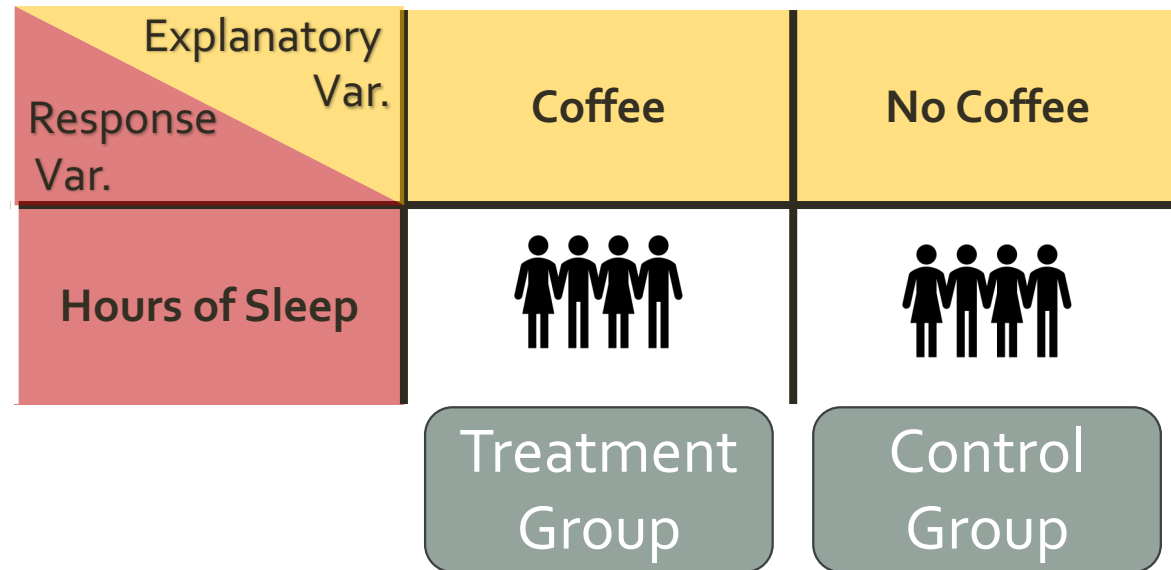 Explanatory
Var.
Response
Var.
Coffee
No Coffee
Hours of Sleep
Treatment
Group
Control
Group